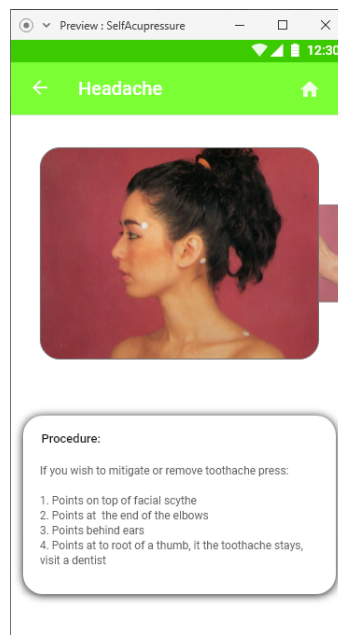 Preview : SelfAcupressure
12:30
Headache
Procedure:
If you wish to mitigate or remove toothache press:
1. Points on top of facial scythe
2. Points at the end of the elbows
3. Points behind ears
4. Points at to root of a thumb, it the toothache stays,
visit a dentist